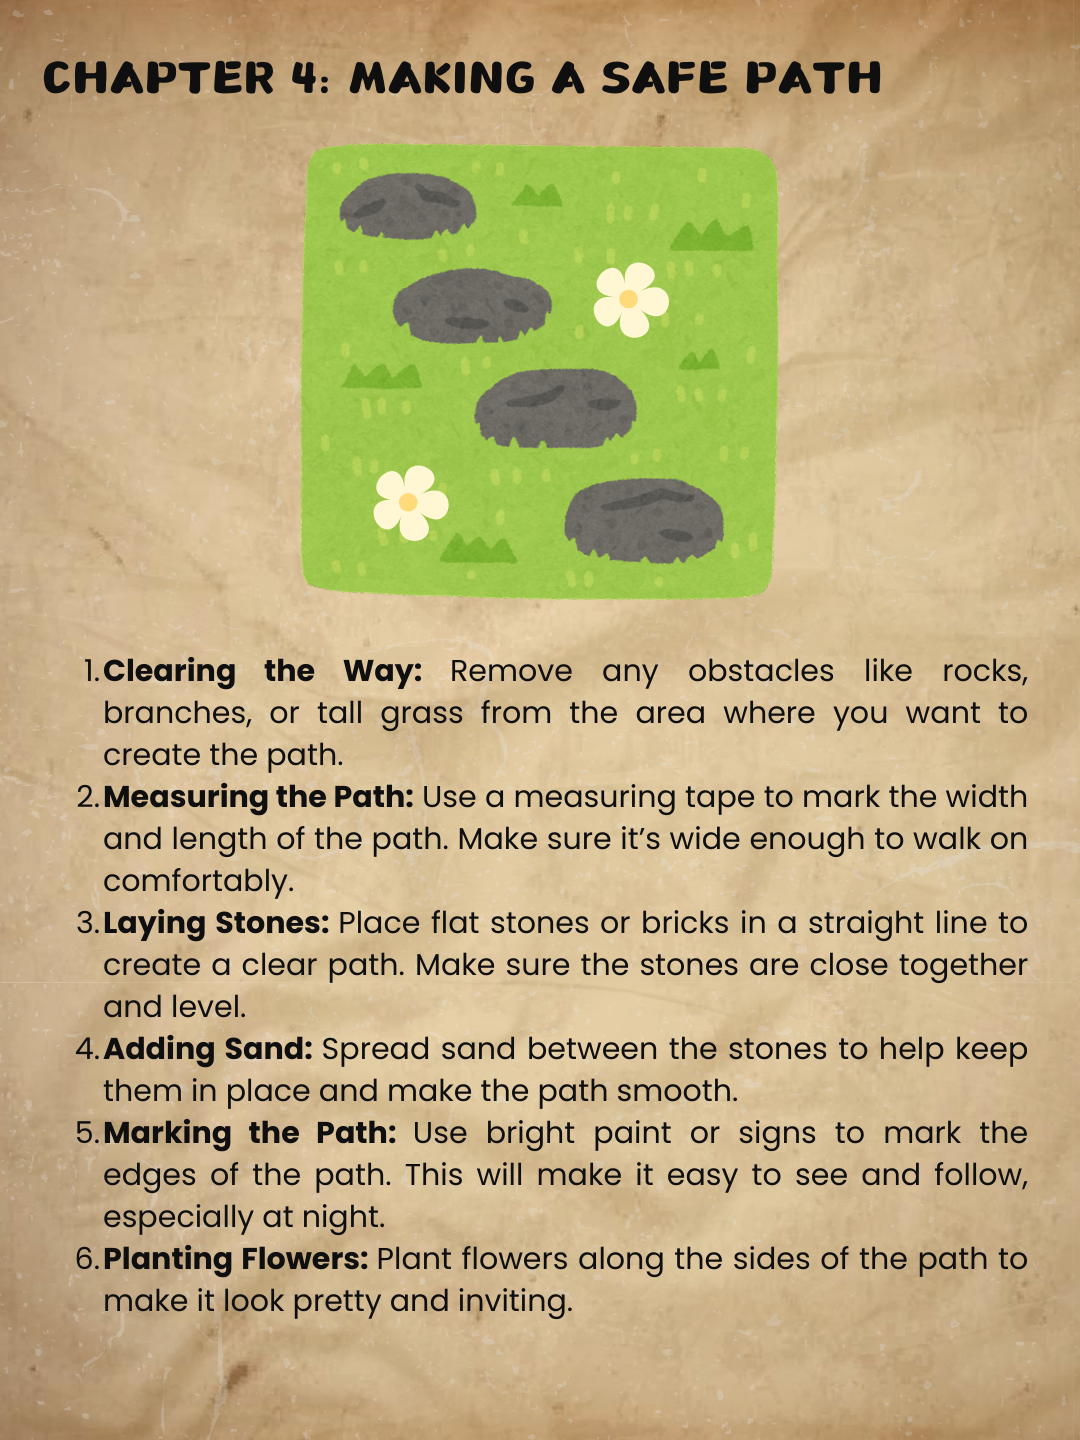 CHAPTER 4: MAKING A SAFE PATH
1. Clearing the Way: Remove any obstacles like rocks,
branches, or tall grass from the area where you want to
create the path.
2. Measuring the Path: Use a measuring tape to mark the width
and length of the path. Make sure it’s wide enough to walk on
comfortably.
3. Laying Stones: Place flat stones or bricks in a straight line to
create a clear path. Make sure the stones are close together
and level.
4. Adding Sand: Spread sand between the stones to help keep
them in place and make the path smooth.
5. Marking the Path: Use bright paint or signs to mark the
edges of the path. This will make it easy to see and follow,
especially at night.
6. Planting Flowers: Plant flowers along the sides of the path to
make it look pretty and inviting.